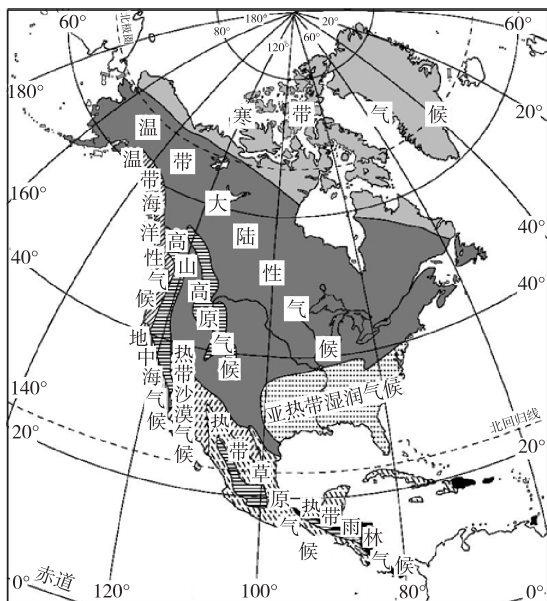 北极圈
180°
20°
80°
120°
60°
60°
60°
180°
20°
160°
40°
140°
40°
140°
20°
20°
0°
120°
100°
80°
0°
寒带气候
温带大陆性气候
温带海洋性气候
高山高原气候
地中海气候
热带沙漠气候
亚热带湿润气候
北回归线
热带草原气候
热带雨林气候
赤道